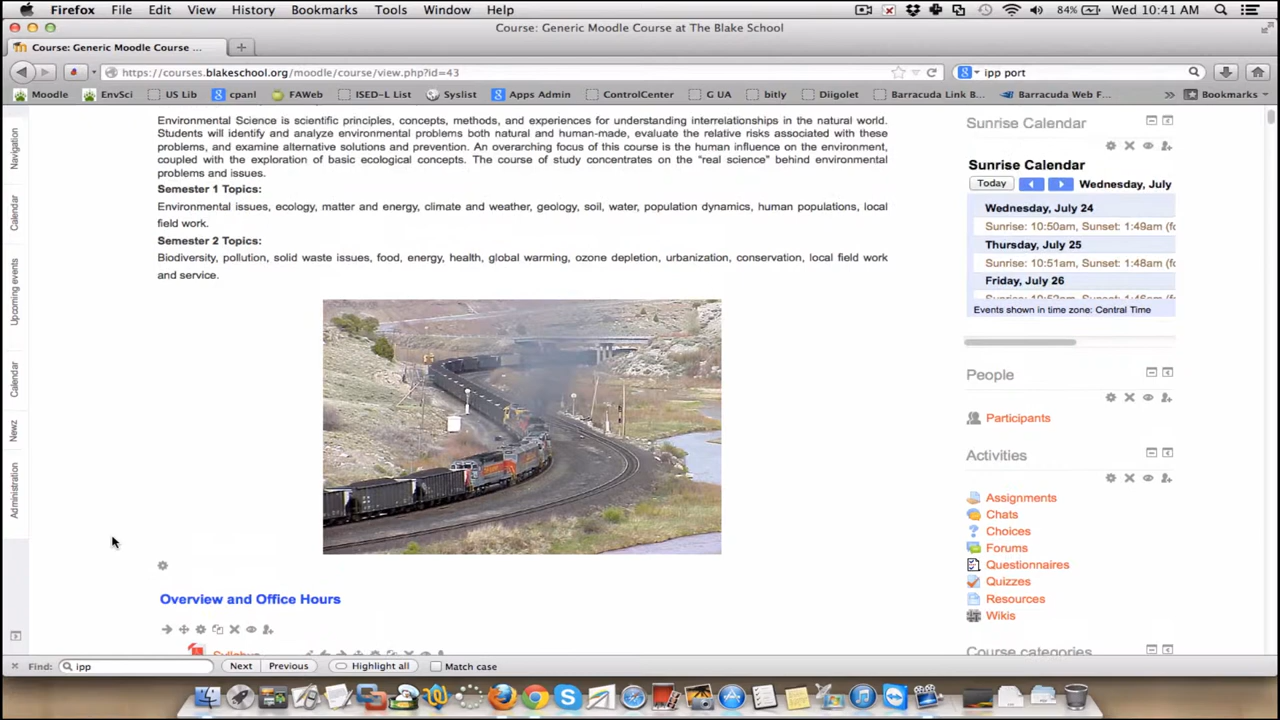 Firefox File Edit View History Bookmarks Tools Window Help 84% Wed 10:41 AM
Course: Generic Moodle Course at The Blake School
Course: Generic Moodle Course ...
https://courses.blakeschool.org/moodle/course/view.php?id=43 ipp port
Moodle EnvSci US Lib cpanl FAWeb ISED-L List Syslist Apps Admin ControlCenter G UA bitly Diigolet Barracuda Link B... Barracuda Web F... » Bookmarks
Navigation
Calendar
Upcoming events
Calendar
Newz
Administration
Environmental Science is scientific principles, concepts, methods, and experiences for understanding interrelationships in the natural world.
Students will identify and analyze environmental problems both natural and human-made, evaluate the relative risks associated with these
problems, and examine alternative solutions and prevention. An overarching focus of this course is the human influence on the environment,
coupled with the exploration of basic ecological concepts. The course of study concentrates on the "real science" behind environmental
problems and issues.
Semester 1 Topics:
Environmental issues, ecology, matter and energy, climate and weather, geology, soil, water, population dynamics, human populations, local
field work.
Semester 2 Topics:
Biodiversity, pollution, solid waste issues, food, energy, health, global warming, ozone depletion, urbanization, conservation, local field work
and service.
Overview and Office Hours
Syllabus
Sunrise Calendar
Sunrise Calendar
Today Wednesday, July
Wednesday, July 24
Sunrise: 10:50am, Sunset: 1:49am (fo
Thursday, July 25
Sunrise: 10:51am, Sunset: 1:48am (fo
Friday, July 26
Events shown in time zone: Central Time
People
Participants
Activities
Assignments
Chats
Choices
Forums
Questionnaires
Quizzes
Resources
Wikis
Course categories
Find: ipp Next Previous Highlight all Match case